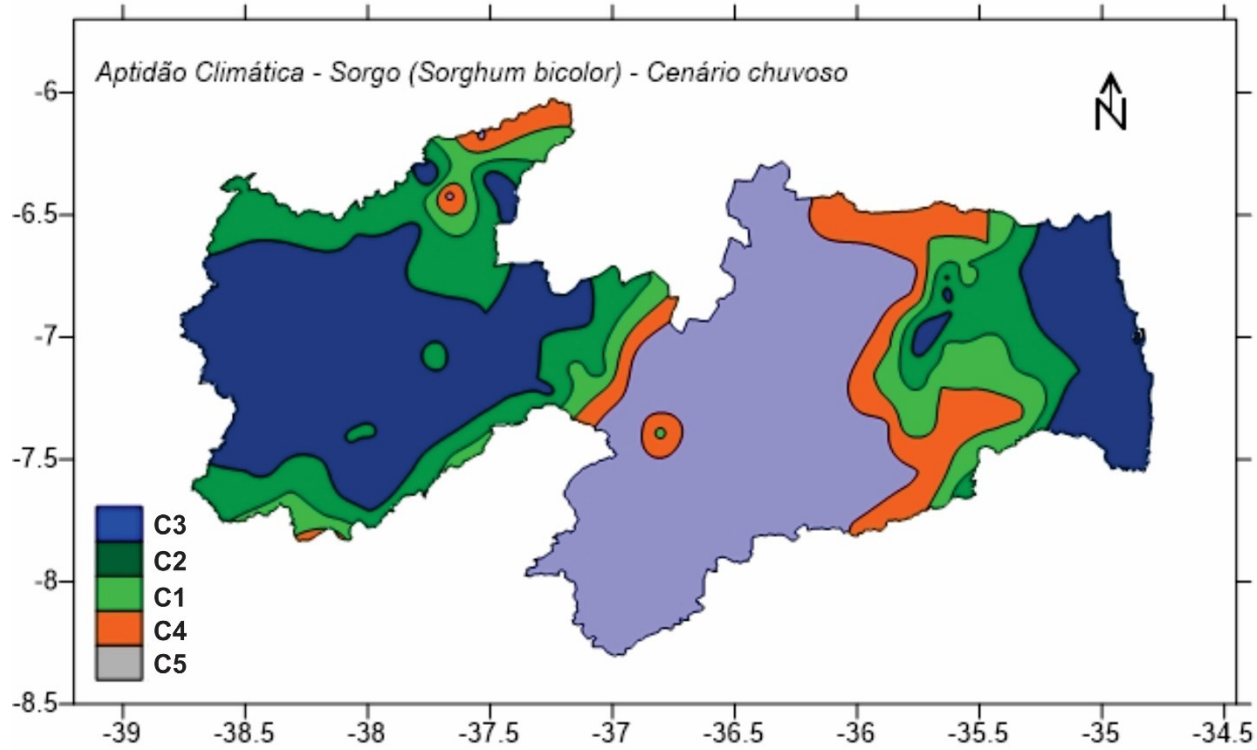 Aptidão Climática - Sorgo (Sorghum bicolor) - Cenário chuvoso
N
-6
-6.5
-7
-7.5
-8
-8.5
C3
C2
C1
C4
C5
-39 -38.5 -38 -37.5 -37 -36.5 -36 -35.5 -35 -34.5